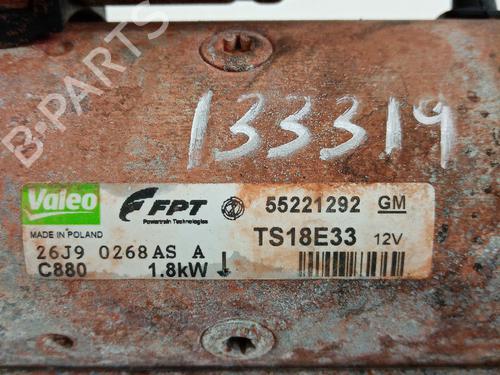 B-PARTS
133319
Valeo
FPT
Powertrain Technologies
55221292 GM
MADE IN POLAND
TS18E33 12V
26J9 0268 AS A
C880 1.8kW